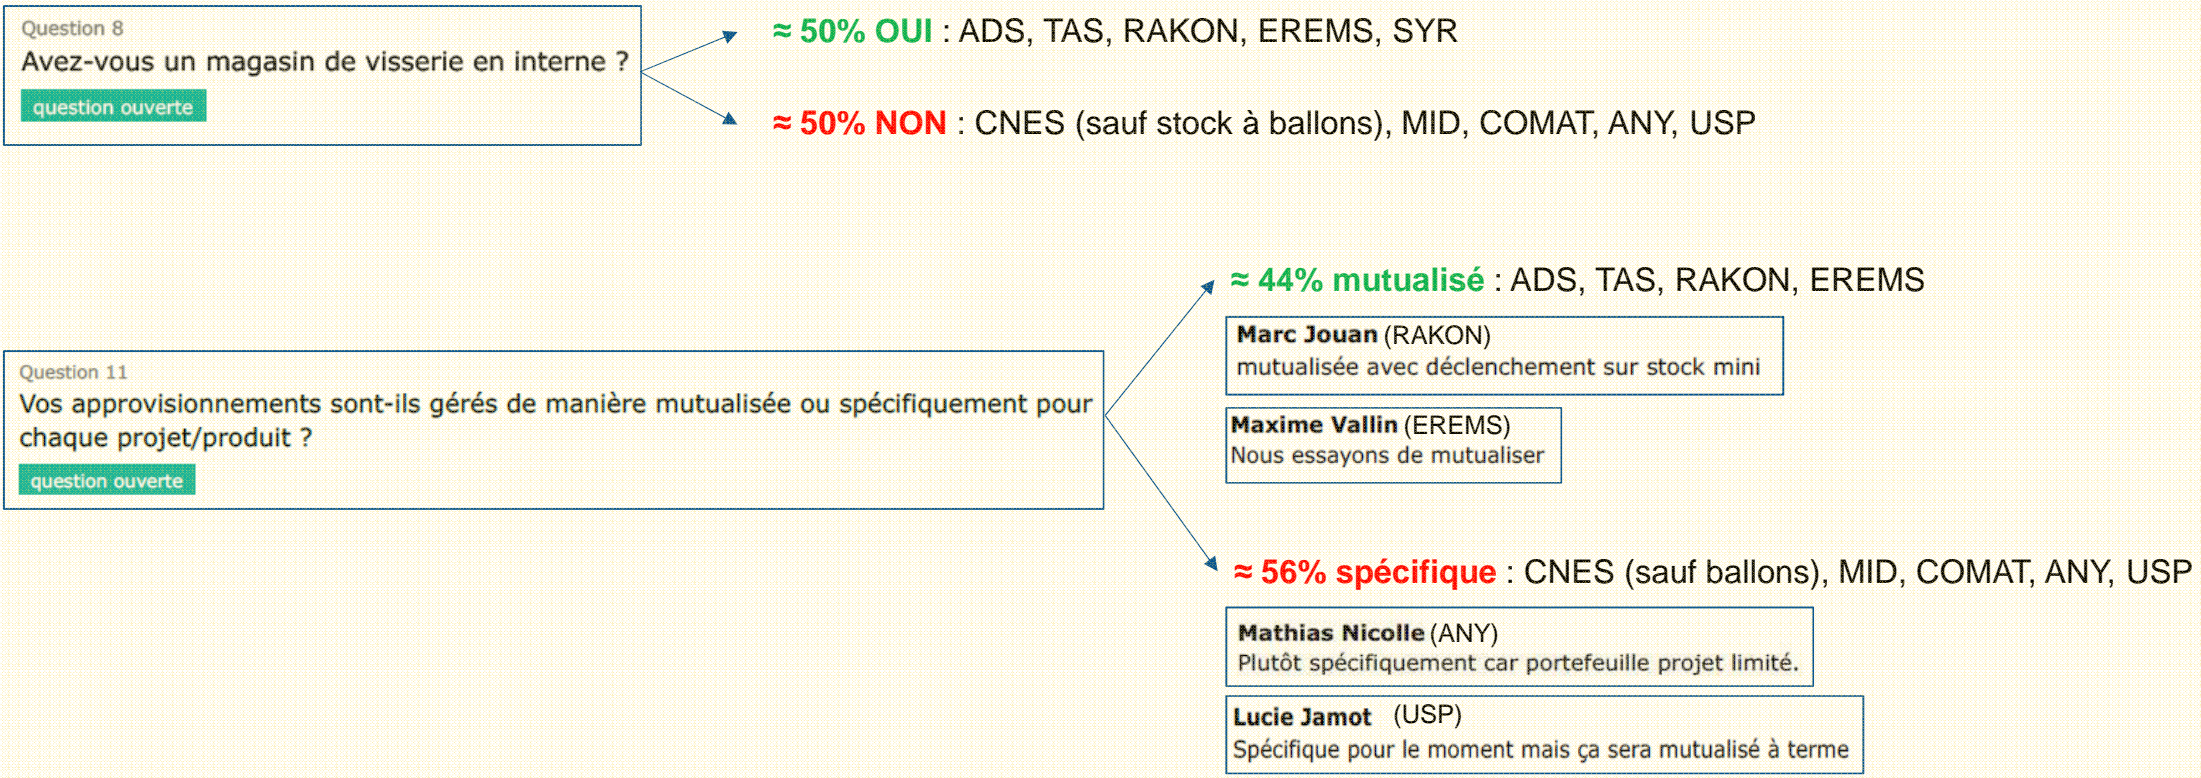 Question 8
Avez-vous un magasin de visserie en interne ?
question ouverte
≈ 50% OUI : ADS, TAS, RAKON, EREMS, SYR
≈ 50% NON : CNES (sauf stock à ballons), MID, COMAT, ANY, USP
Question 11
Vos approvisionnements sont-ils gérés de manière mutualisée ou spécifiquement pour
chaque projet/produit ?
question ouverte
≈ 44% mutualisé : ADS, TAS, RAKON, EREMS
Marc Jouan (RAKON)
mutualisée avec déclenchement sur stock mini
Maxime Vallin (EREMS)
Nous essayons de mutualiser
≈ 56% spécifique : CNES (sauf ballons), MID, COMAT, ANY, USP
Mathias Nicolle (ANY)
Plutôt spécifiquement car portefeuille projet limité.
Lucie Jamot (USP)
Spécifique pour le moment mais ça sera mutualisé à terme